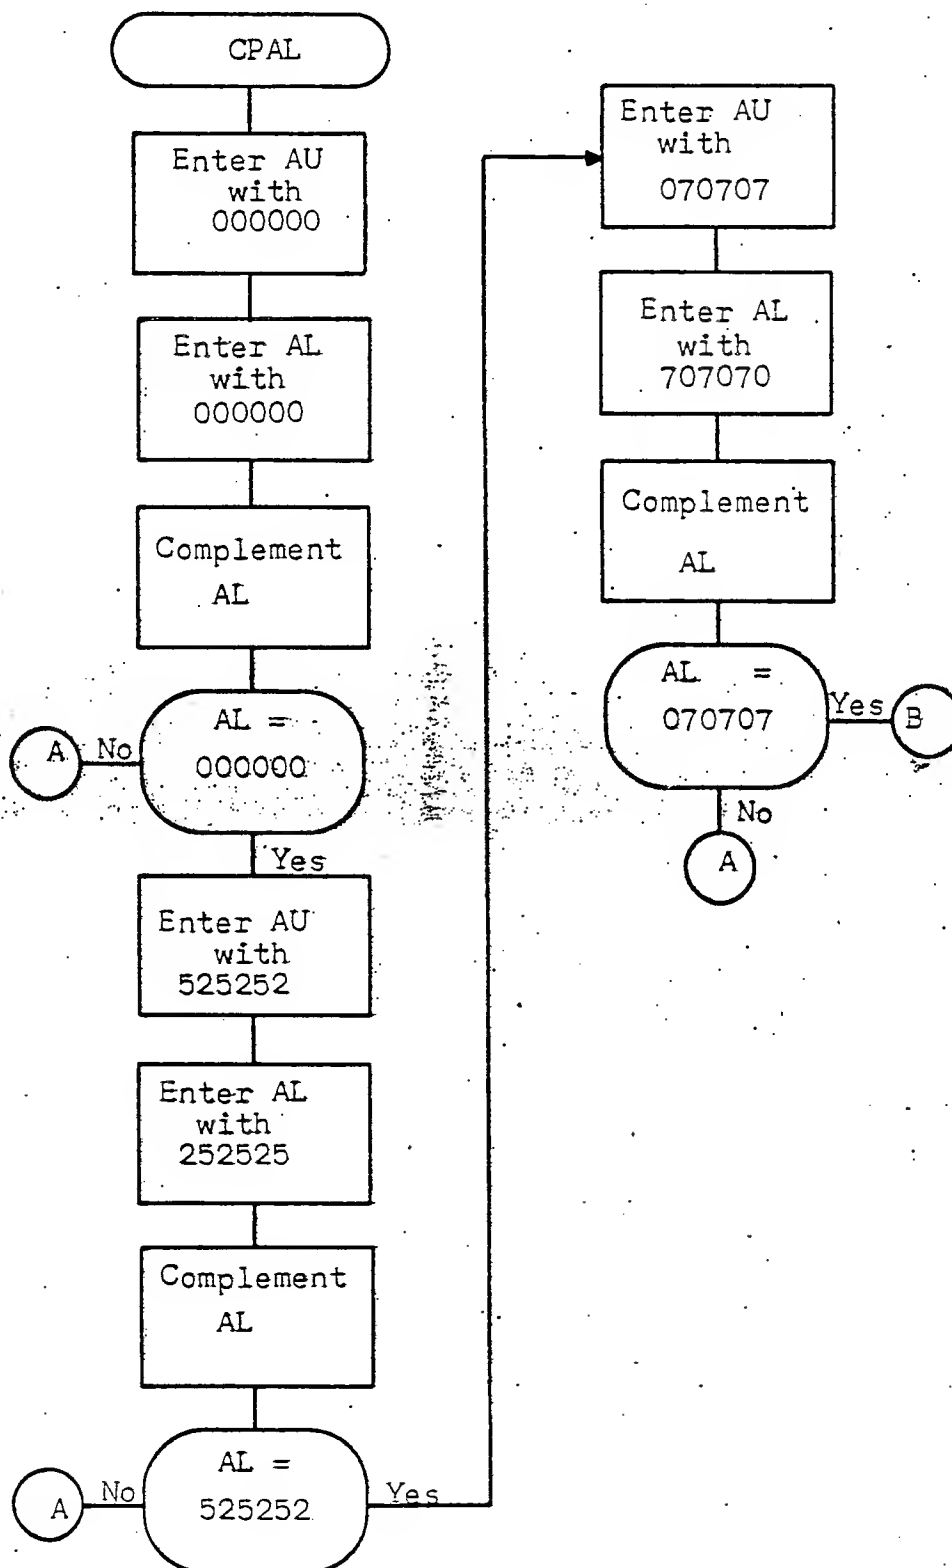 CPAL
Enter AU
with
000000
Enter AL
with
000000
Complement
AL
AL =
000000
No
A
Yes
Enter AU
with
525252
Enter AL
with
252525
Complement
AL
AL =
525252
No
A
Yes
Enter AU
with
070707
Enter AL
with
707070
Complement
AL
AL =
070707
Yes
B
No
A